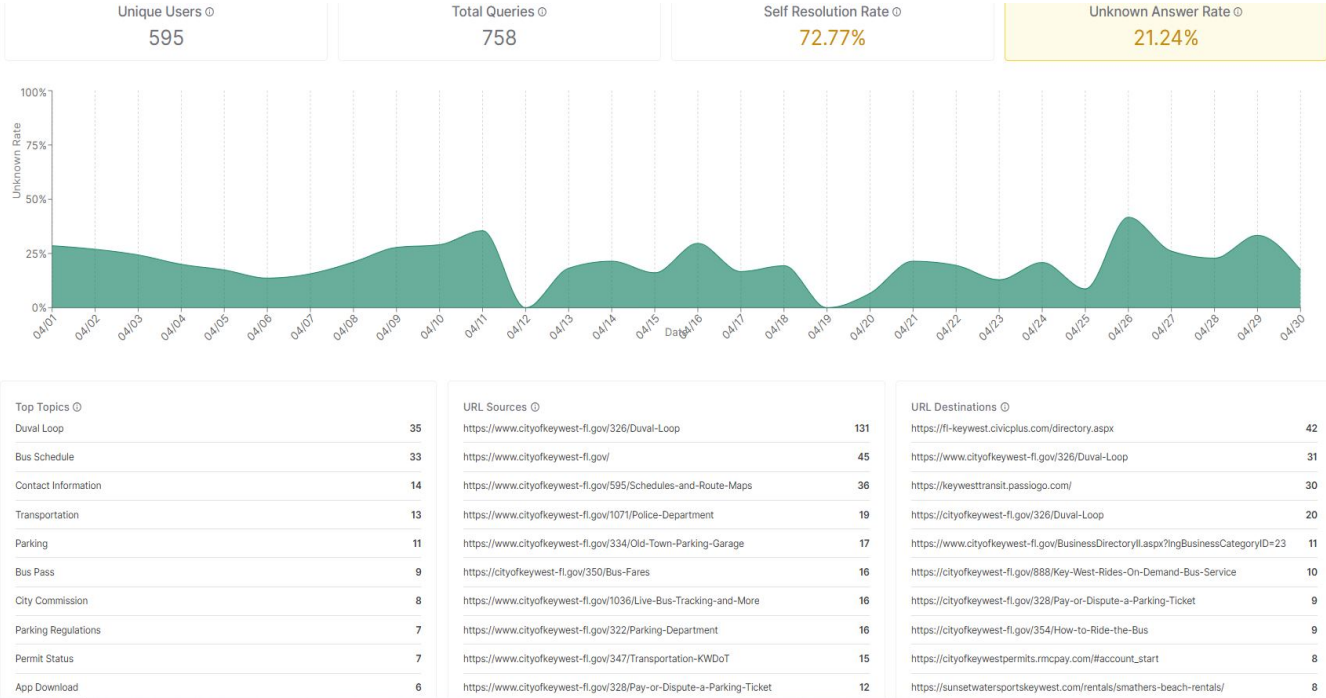 Unique Users
595
Total Queries
758
Self Resolution Rate
72.77%
Unknown Answer Rate
21.24%
100%
75%
50%
25%
0%
Unknown Rate
04/01 04/02 04/03 04/04 04/05 04/06 04/07 04/08 04/09 04/10 04/11 04/12 04/13 04/14 04/15 04/16 04/17 04/18 04/19 04/20 04/21 04/22 04/23 04/24 04/25 04/26 04/27 04/28 04/29 04/30
Date
Top Topics
Duval Loop 35
Bus Schedule 33
Contact Information 14
Transportation 13
Parking 11
Bus Pass 9
City Commission 8
Parking Regulations 7
Permit Status 7
App Download 6
URL Sources
https://www.cityofkeywest-fl.gov/326/Duval-Loop 131
https://www.cityofkeywest-fl.gov/ 45
https://www.cityofkeywest-fl.gov/595/Schedules-and-Route-Maps 36
https://www.cityofkeywest-fl.gov/1071/Police-Department 19
https://www.cityofkeywest-fl.gov/334/Old-Town-Parking-Garage 17
https://cityofkeywest-fl.gov/350/Bus-Fares 16
https://www.cityofkeywest-fl.gov/1036/Live-Bus-Tracking-and-More 16
https://www.cityofkeywest-fl.gov/322/Parking-Department 16
https://www.cityofkeywest-fl.gov/347/Transportation-KWDoT 15
https://www.cityofkeywest-fl.gov/328/Pay-or-Dispute-a-Parking-Ticket 12
URL Destinations
https://fl-keywest.civicplus.com/directory.aspx 42
https://www.cityofkeywest-fl.gov/326/Duval-Loop 31
https://keywesttransit.passiogo.com/ 30
https://cityofkeywest-fl.gov/326/Duval-Loop 20
https://www.cityofkeywest-fl.gov/BusinessDirectoryII.aspx?lngBusinessCategoryID=23 11
https://cityofkeywest-fl.gov/888/Key-West-Rides-On-Demand-Bus-Service 10
https://cityofkeywest-fl.gov/328/Pay-or-Dispute-a-Parking-Ticket 9
https://cityofkeywest-fl.gov/354/How-to-Ride-the-Bus 9
https://cityofkeywestpermits.rmcpay.com/#account_start 8
https://sunsetwatersportskeywest.com/rentals/smathers-beach-rentals/ 8